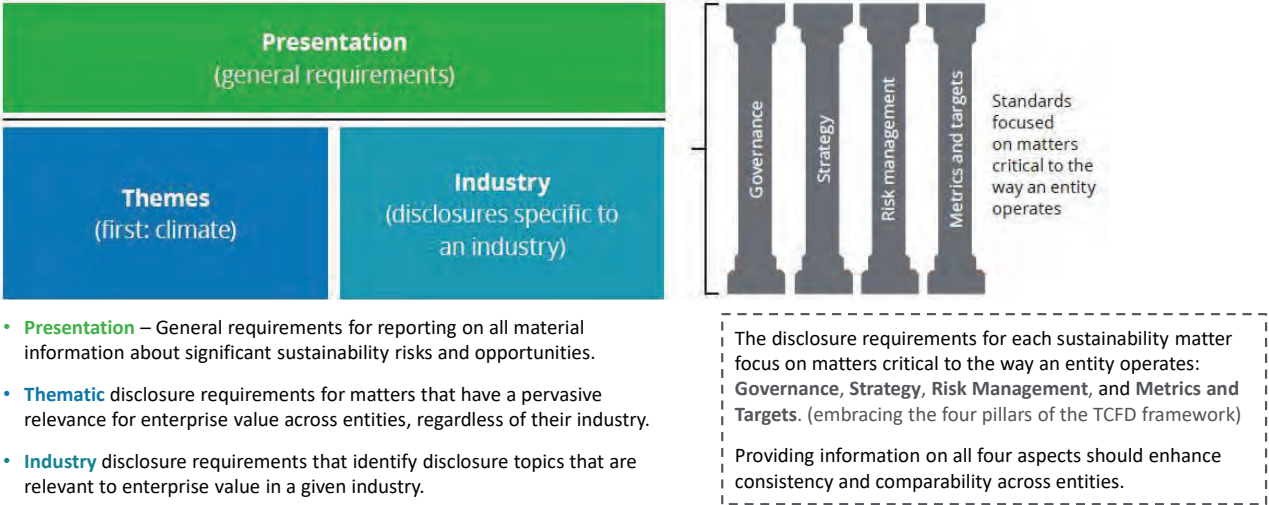 Presentation
(general requirements)
Themes
(first: climate)
Industry
(disclosures specific to
an industry)
Governance
Strategy
Risk management
Metrics and targets
Standards
focused
on matters
critical to the
way an entity
operates
• Presentation – General requirements for reporting on all material
information about significant sustainability risks and opportunities.
• Thematic disclosure requirements for matters that have a pervasive
relevance for enterprise value across entities, regardless of their industry.
• Industry disclosure requirements that identify disclosure topics that are
relevant to enterprise value in a given industry.
The disclosure requirements for each sustainability matter
focus on matters critical to the way an entity operates:
Governance, Strategy, Risk Management, and Metrics and
Targets. (embracing the four pillars of the TCFD framework)
Providing information on all four aspects should enhance
consistency and comparability across entities.